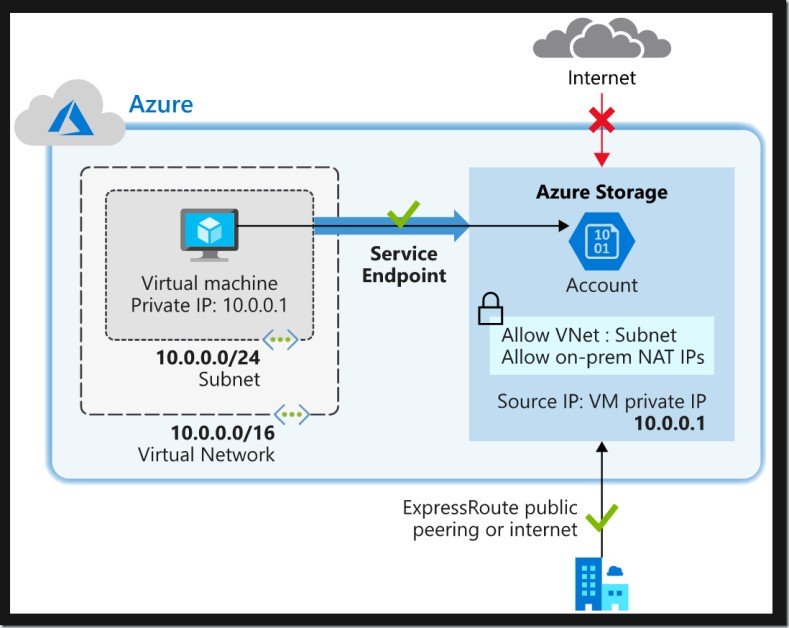 Internet
Azure
Azure Storage
10
01
Account
Service
Endpoint
Virtual machine
Private IP: 10.0.0.1
10.0.0.0/24
Subnet
10.0.0.0/16
Virtual Network
Allow VNet : Subnet
Allow on-prem NAT IPs
Source IP: VM private IP
10.0.0.1
ExpressRoute public
peering or internet